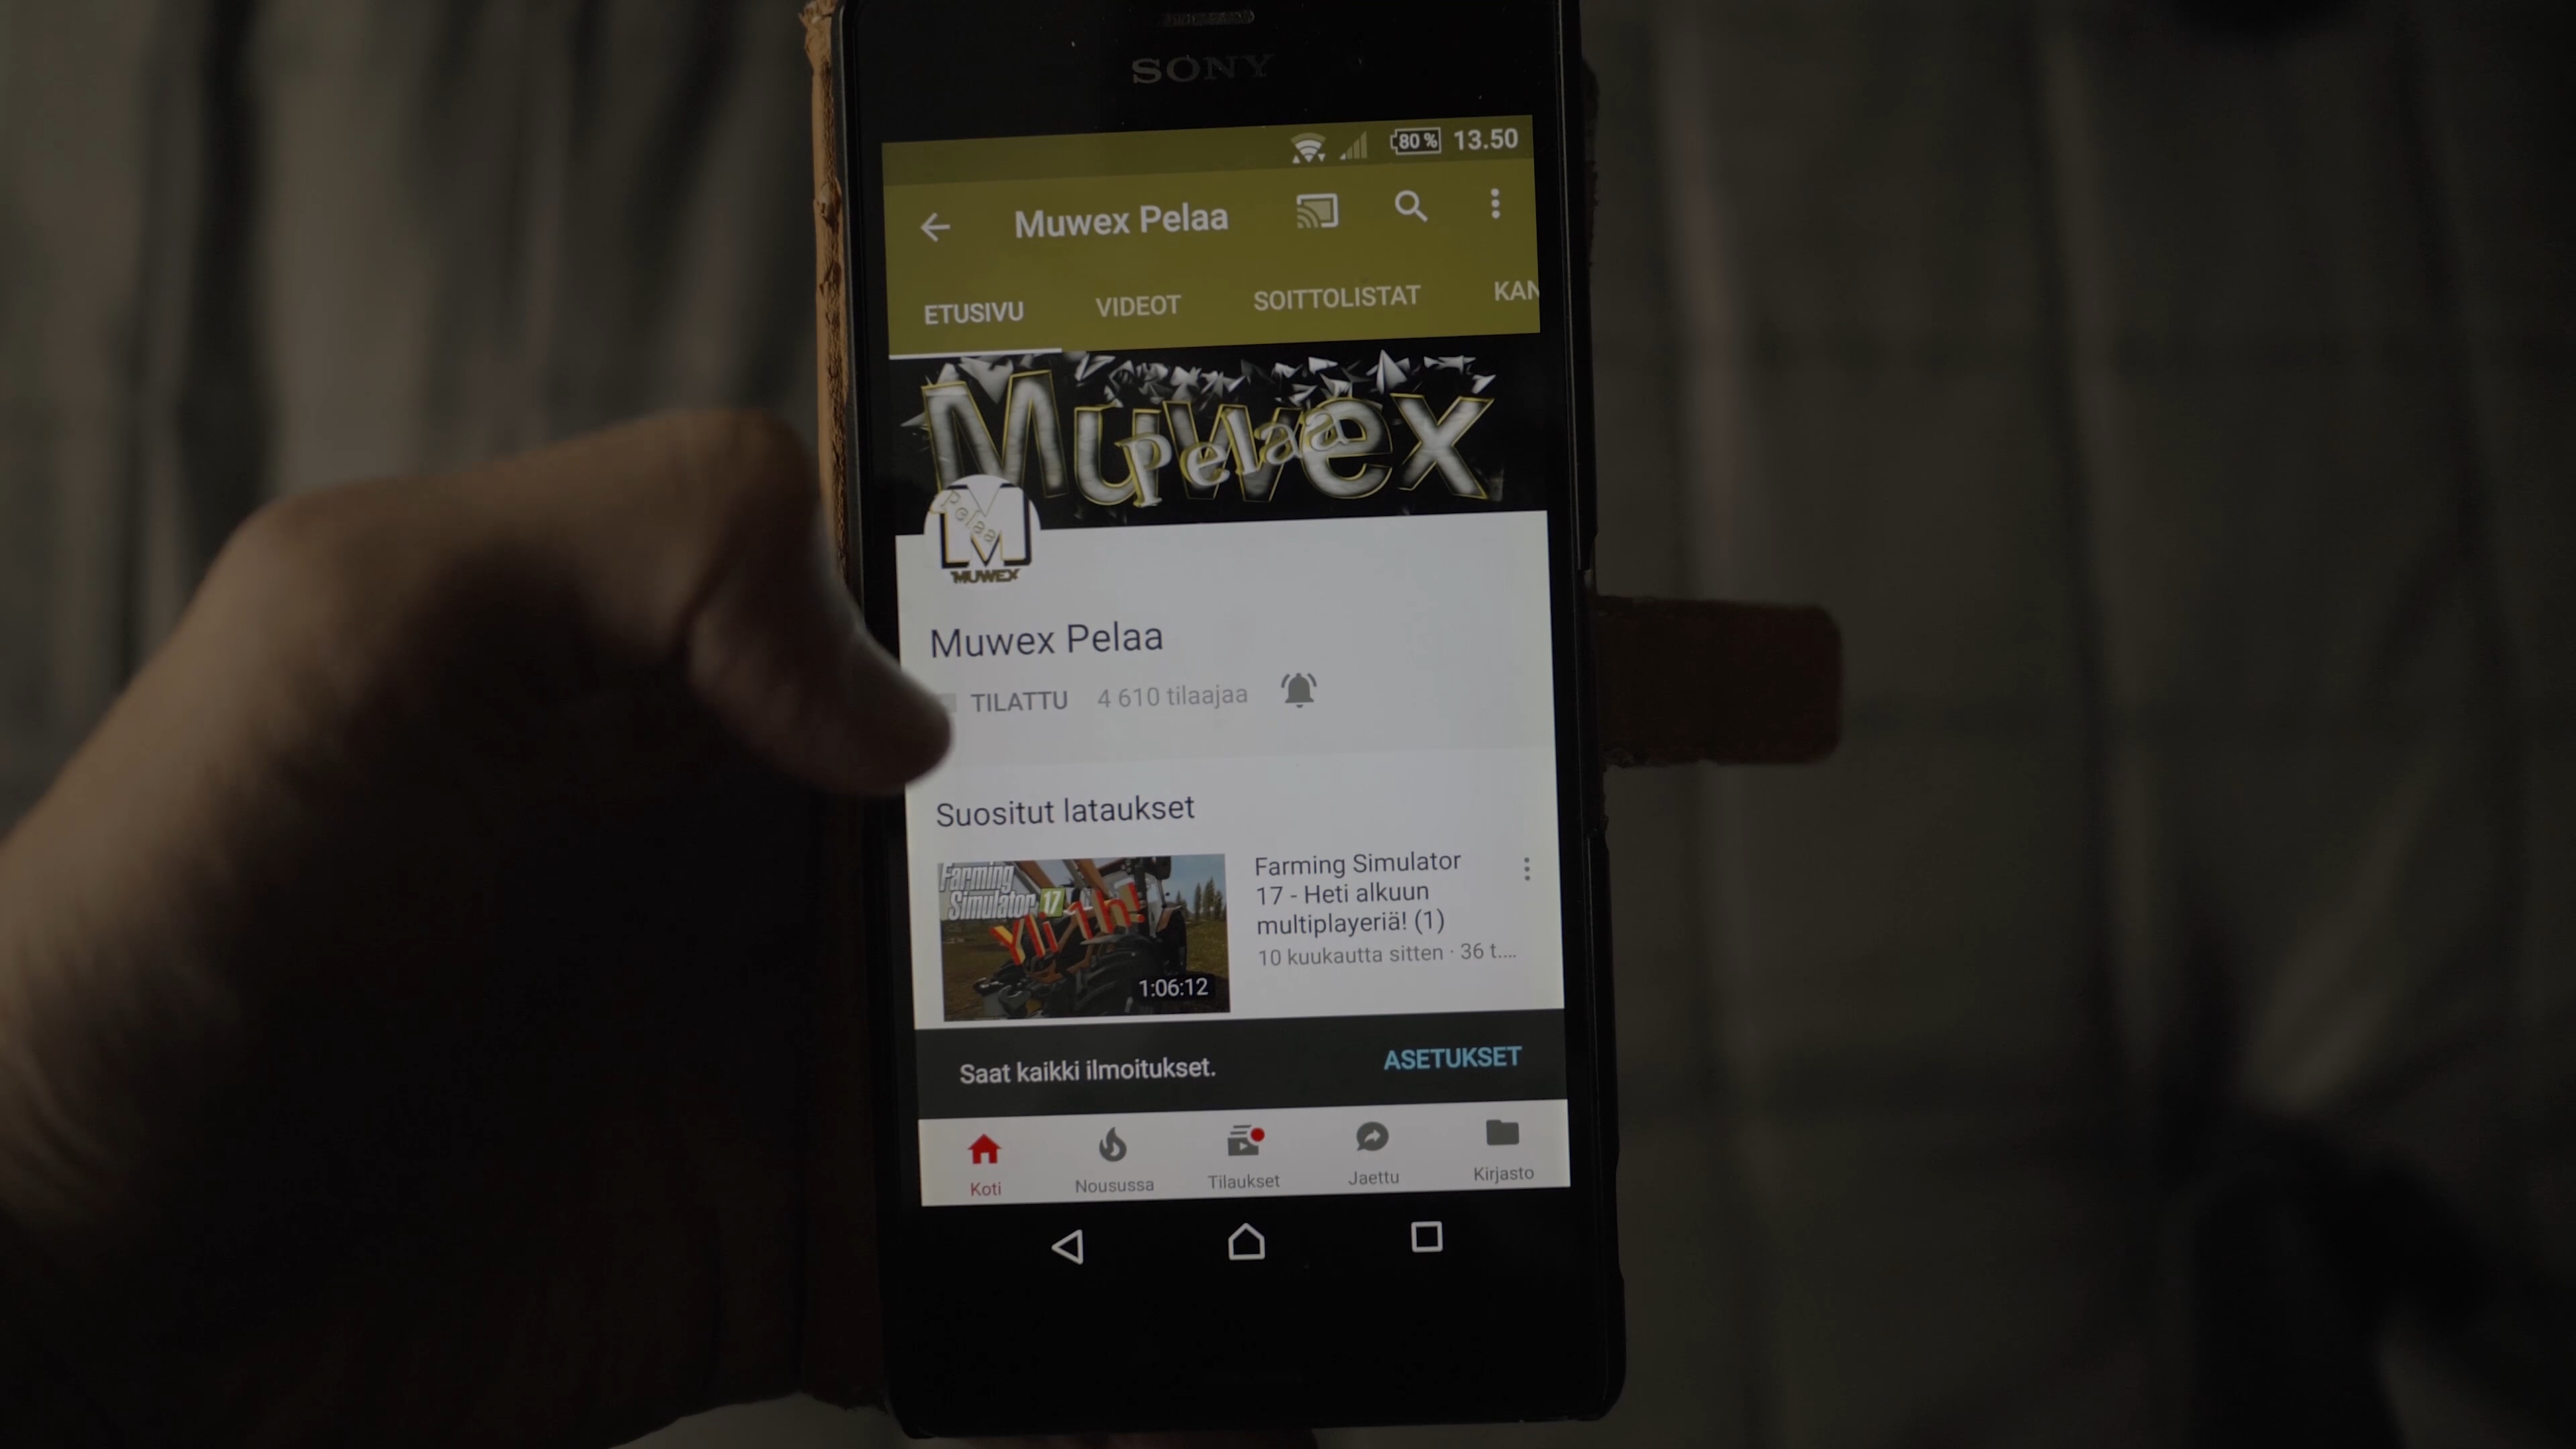 SONY
80 % 13.50
Muwex Pelaa
ETUSIVU VIDEOT SOITTOLISTAT KAN
Muwex
Pelaa
Pelaa
M
MUWEX
Muwex Pelaa
TILATTU 4 610 tilaajaa
Suositut lataukset
Farming
Simulator 17
Yli 1h!
1:06:12
Farming Simulator
17 - Heti alkuun
multiplayeriä! (1)
10 kuukautta sitten · 36 t....
Saat kaikki ilmoitukset. ASETUKSET
Koti Nousussa Tilaukset Jaettu Kirjasto